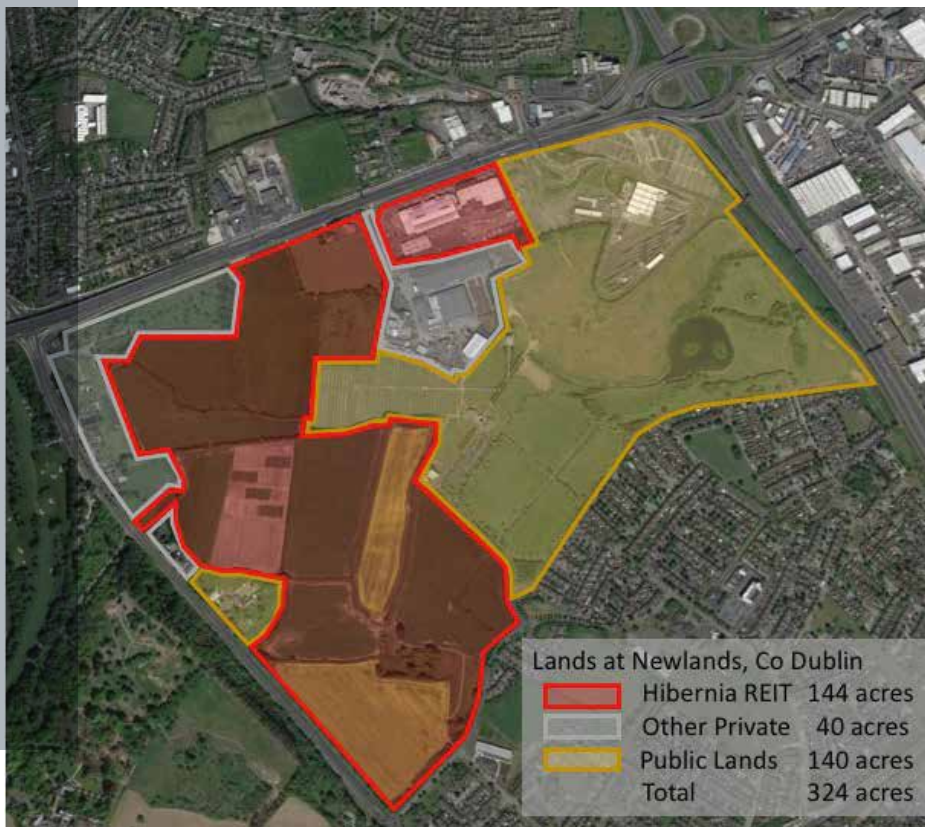 Lands at Newlands, Co Dublin
Hibernia REIT 144 acres
Other Private 40 acres
Public Lands 140 acres
Total 324 acres